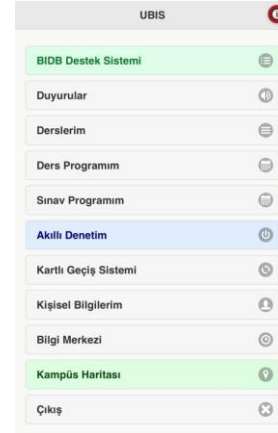 UBIS
BIDB Destek Sistemi
Duyurular
Derslerim
Ders Programım
Sınav Programım
Akıllı Denetim
Kartlı Geçiş Sistemi
Kişisel Bilgilerim
Bilgi Merkezi
Kampüs Haritası
Çıkış